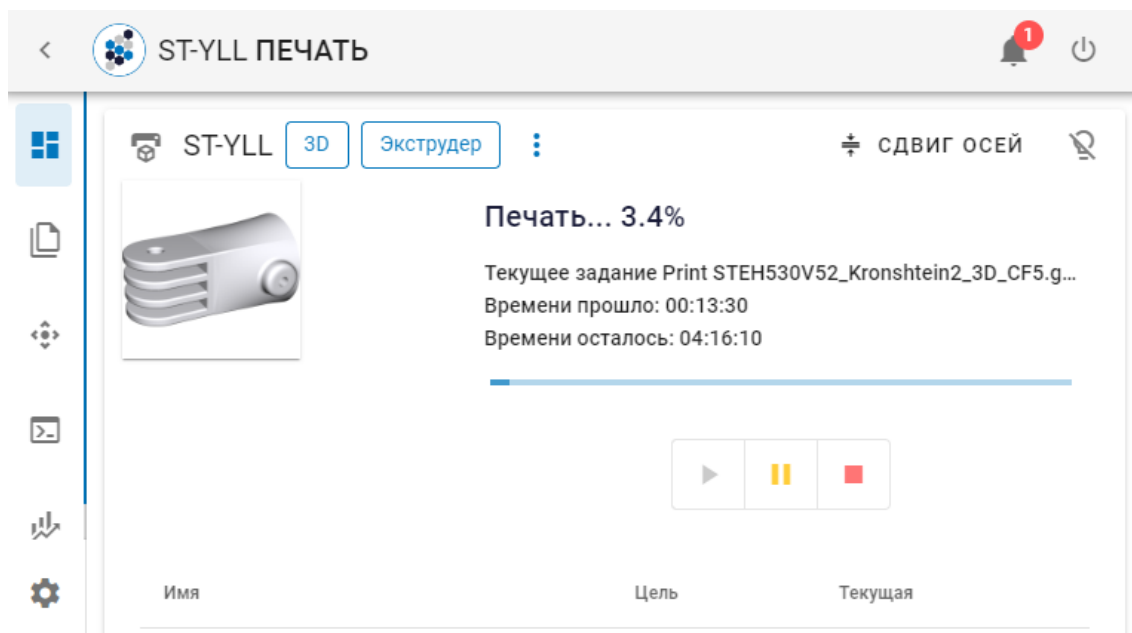 ST-YLL ПЕЧАТЬ
1
ST-YLL
3D
Экструдер
СДВИГ ОСЕЙ
Печать... 3.4%
Текущее задание Print STEH530V52_Kronshtein2_3D_CF5.g...
Времени прошло: 00:13:30
Времени осталось: 04:16:10
Имя Цель Текущая